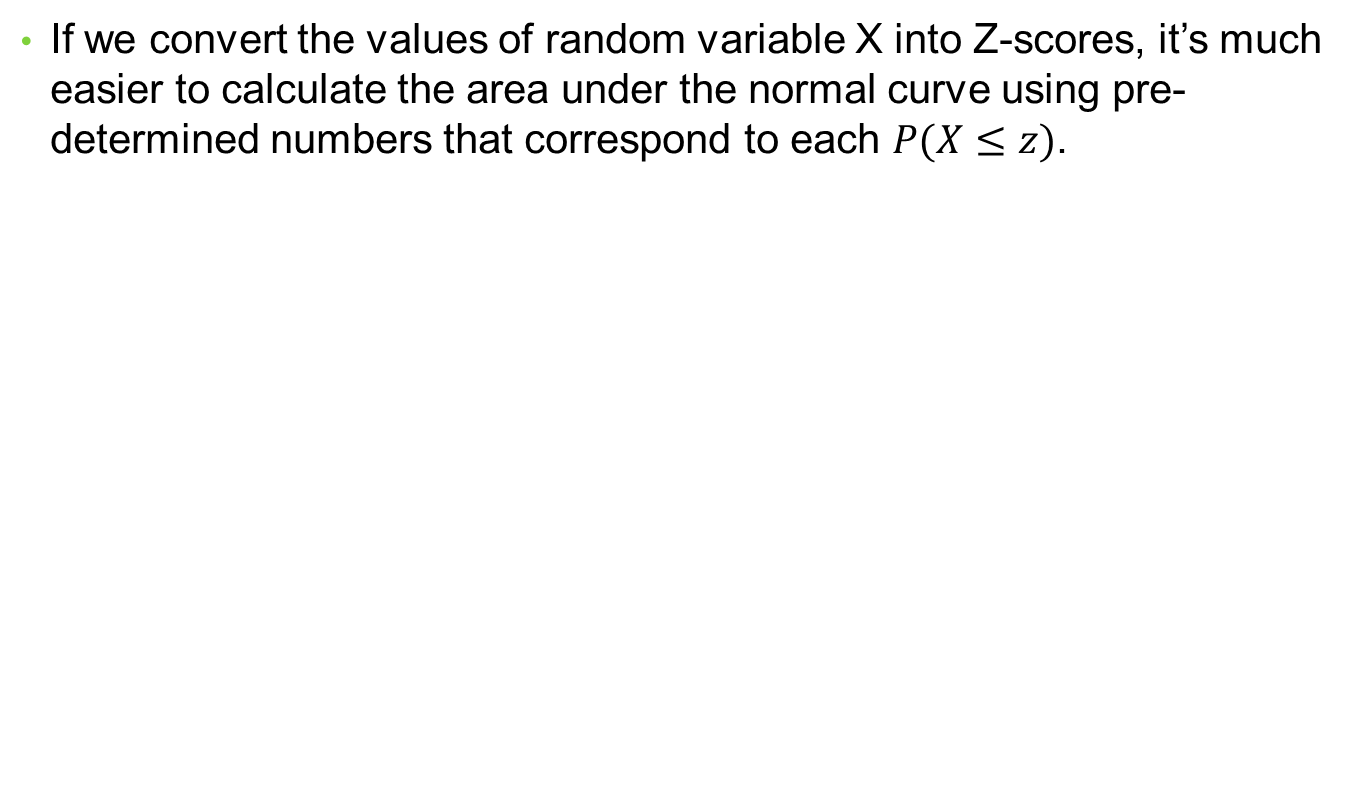 • If we convert the values of random variable X into Z-scores, it’s much
easier to calculate the area under the normal curve using pre-
determined numbers that correspond to each 𝑃(𝑋 ≤ 𝑧).